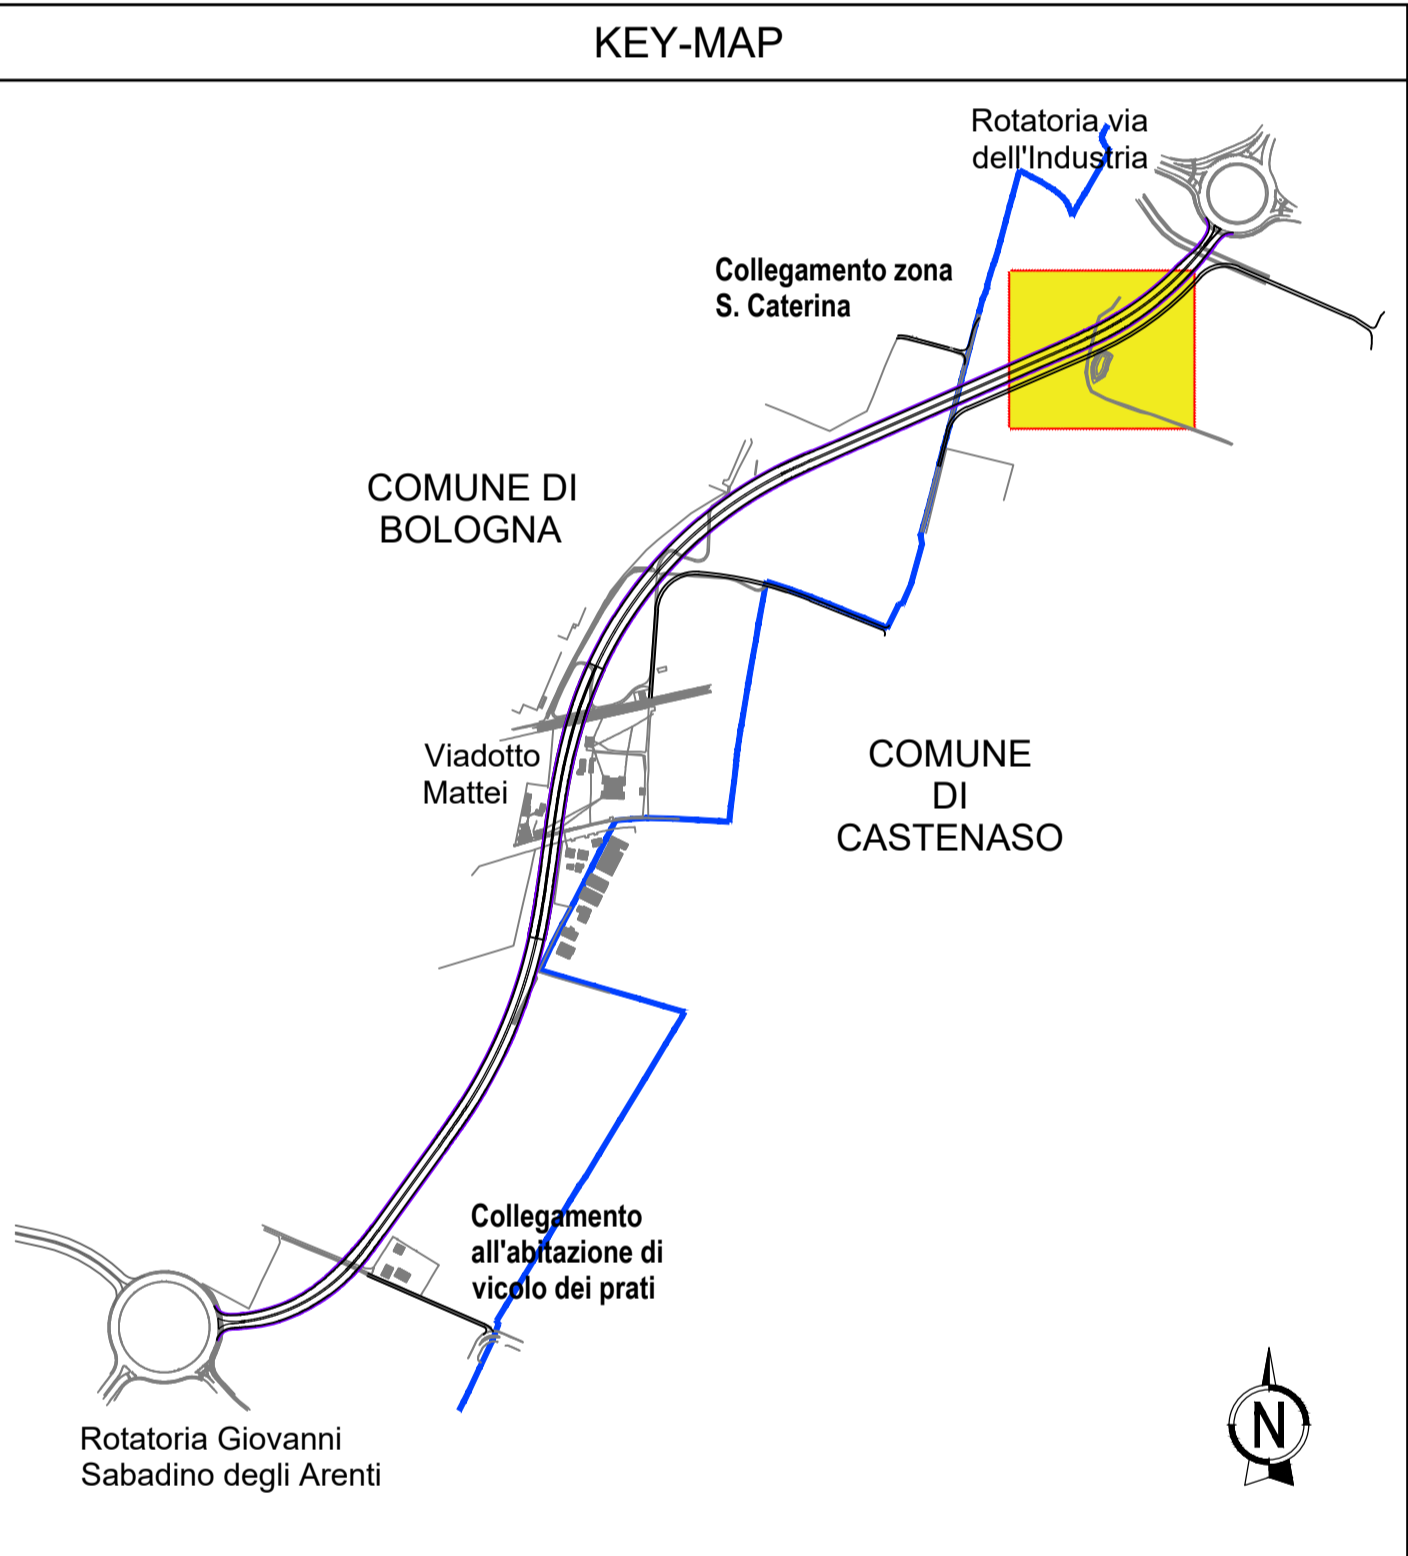 KEY-MAP
Rotatoria via
dell'Industria
Collegamento zona
S. Caterina
COMUNE DI
BOLOGNA
Viadotto
Mattei
COMUNE
DI
CASTENASO
Collegamento
all'abitazione di
vicolo dei prati
Rotatoria Giovanni
Sabadino degli Arenti
N